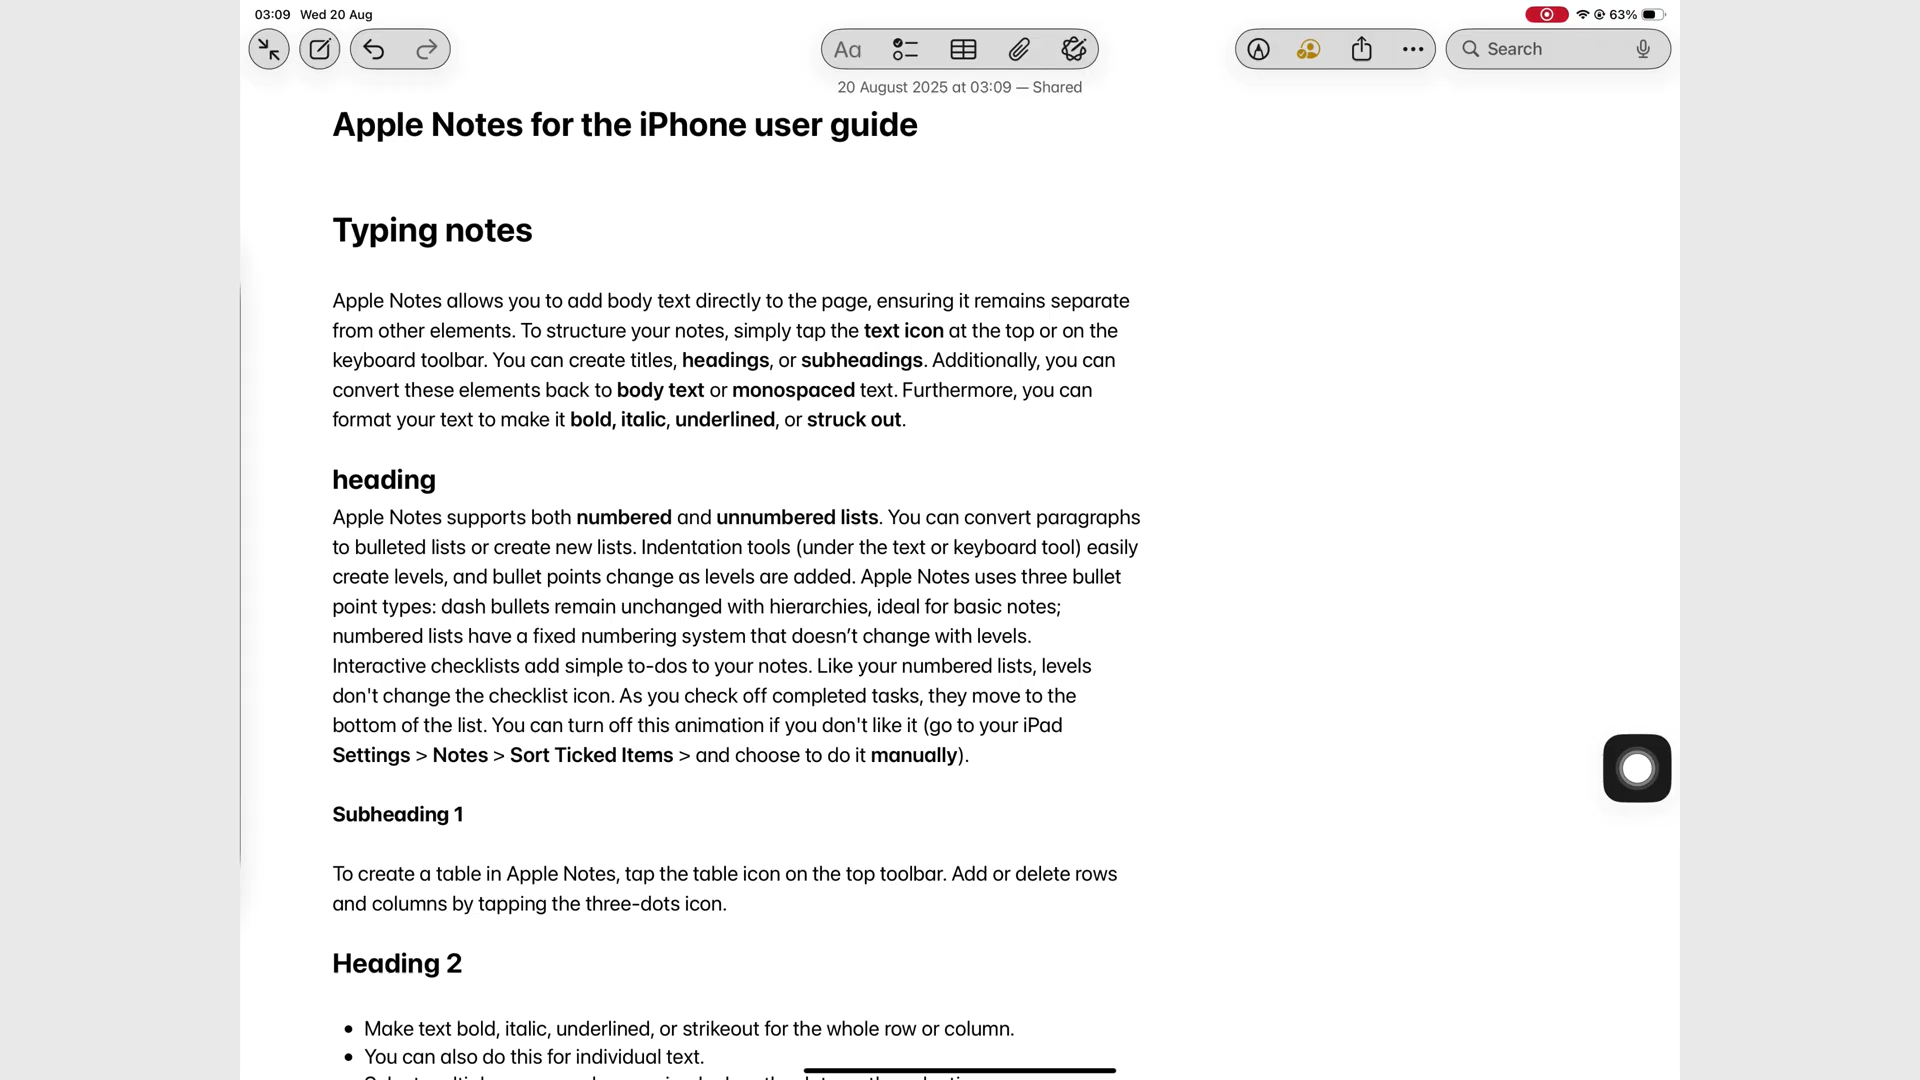 03:09 Wed 20 Aug
63%
Aa
Search
20 August 2025 at 03:09 — Shared
Apple Notes for the iPhone user guide
Typing notes
Apple Notes allows you to add body text directly to the page, ensuring it remains separate
from other elements. To structure your notes, simply tap the text icon at the top or on the
keyboard toolbar. You can create titles, headings, or subheadings. Additionally, you can
convert these elements back to body text or monospaced text. Furthermore, you can
format your text to make it bold, italic, underlined, or struck out.
heading
Apple Notes supports both numbered and unnumbered lists. You can convert paragraphs
to bulleted lists or create new lists. Indentation tools (under the text or keyboard tool) easily
create levels, and bullet points change as levels are added. Apple Notes uses three bullet
point types: dash bullets remain unchanged with hierarchies, ideal for basic notes;
numbered lists have a fixed numbering system that doesn’t change with levels.
Interactive checklists add simple to-dos to your notes. Like your numbered lists, levels
don't change the checklist icon. As you check off completed tasks, they move to the
bottom of the list. You can turn off this animation if you don't like it (go to your iPad
Settings > Notes > Sort Ticked Items > and choose to do it manually).
Subheading 1
To create a table in Apple Notes, tap the table icon on the top toolbar. Add or delete rows
and columns by tapping the three-dots icon.
Heading 2
• Make text bold, italic, underlined, or strikeout for the whole row or column.
• You can also do this for individual text.